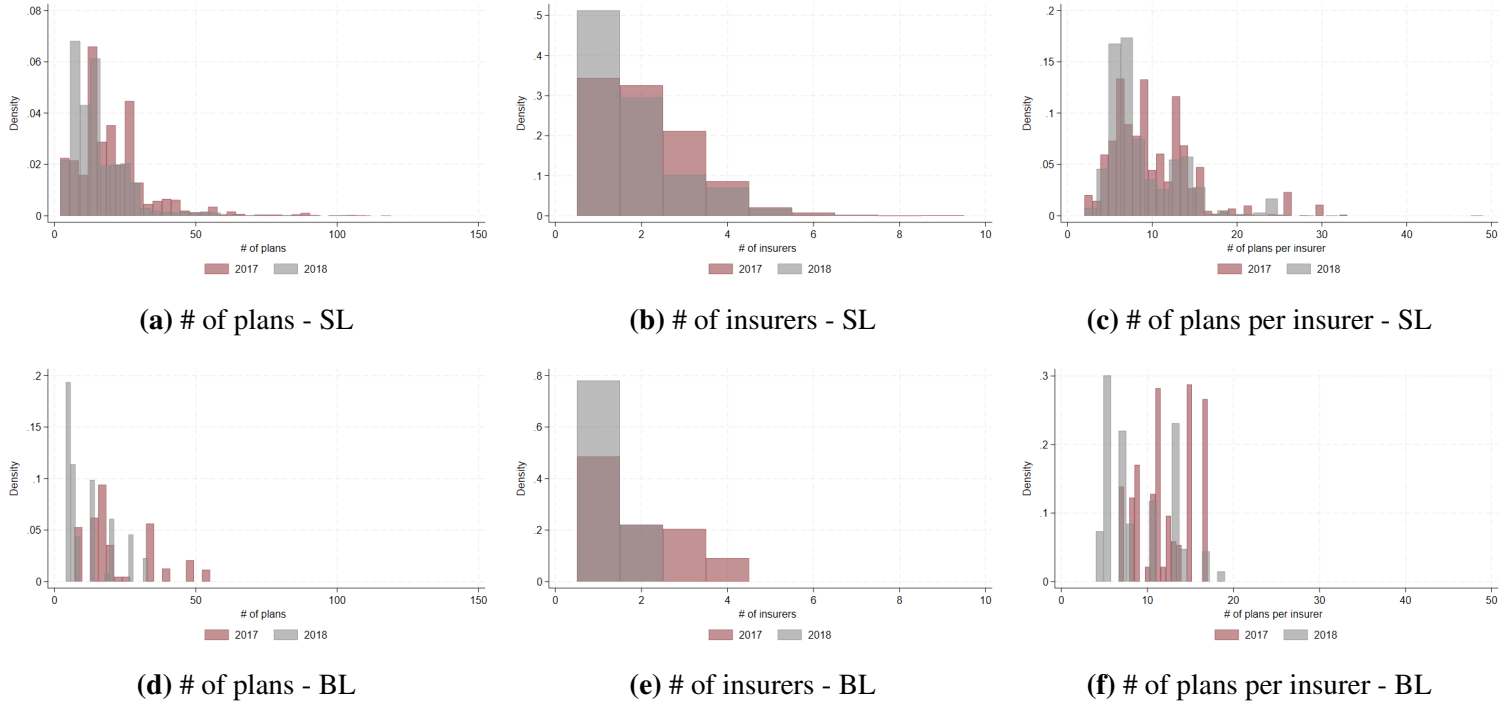 .08
.06
.04
.02
0
Density
0 50 100 150
# of plans
2017 2018
(a) # of plans - SL
.5
.4
.3
.2
.1
0
Density
0 2 4 6 8 10
# of insurers
2017 2018
(b) # of insurers - SL
.2
.15
.1
.05
0
Density
0 10 20 30 40 50
# of plans per insurer
2017 2018
(c) # of plans per insurer - SL
.2
.15
.1
.05
0
Density
0 50 100 150
# of plans
2017 2018
(d) # of plans - BL
.8
.6
.4
.2
0
Density
0 2 4 6 8 10
# of insurers
2017 2018
(e) # of insurers - BL
.3
.2
.1
0
Density
0 10 20 30 40 50
# of plans per insurer
2017 2018
(f) # of plans per insurer - BL